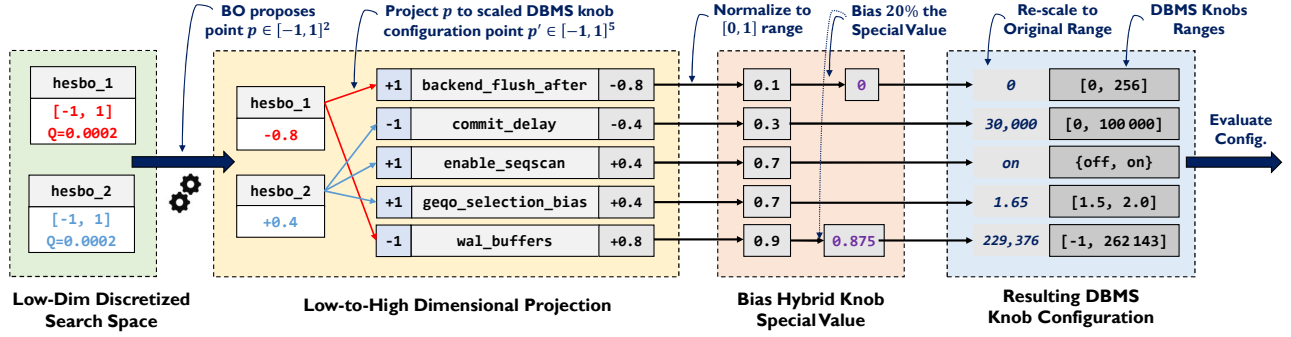 BO proposes
point p ∈ [−1, 1]²
Project p to scaled DBMS knob
configuration point p′ ∈ [−1, 1]⁵
Normalize to
[0, 1] range
Bias 20% the
Special Value
Re-scale to
Original Range
DBMS Knobs
Ranges
hesbo_1
[-1, 1]
Q=0.0002
hesbo_2
[-1, 1]
Q=0.0002
hesbo_1
-0.8
hesbo_2
+0.4
+1 backend_flush_after -0.8
-1 commit_delay -0.4
+1 enable_seqscan +0.4
+1 geqo_selection_bias +0.4
-1 wal_buffers +0.8
0.1 0
0.3
0.7
0.7
0.9 0.875
0 [0, 256]
30,000 [0, 100 000]
on {off, on}
1.65 [1.5, 2.0]
229,376 [-1, 262 143]
Evaluate
Config.
Low-Dim Discretized
Search Space
Low-to-High Dimensional Projection
Bias Hybrid Knob
Special Value
Resulting DBMS
Knob Configuration